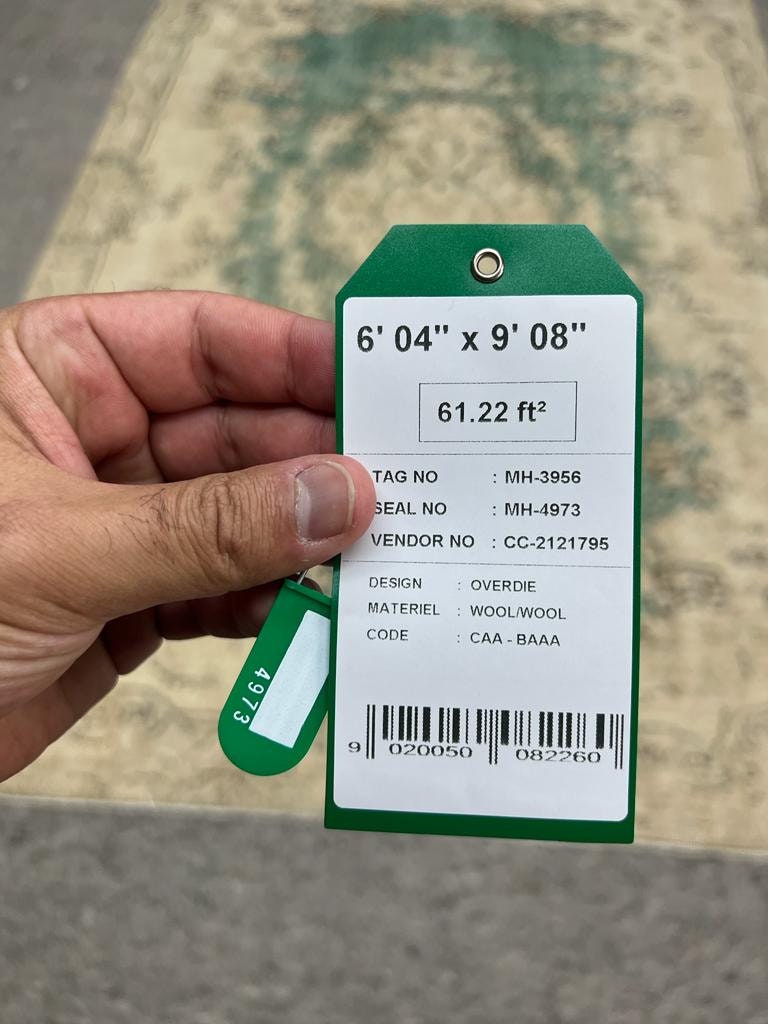 6' 04" x 9' 08"
61.22 ft²
TAG NO : MH-3956
SEAL NO : MH-4973
VENDOR NO : CC-2121795
DESIGN : OVERDIE
MATERIEL : WOOL/WOOL
CODE : CAA - BAAA
9 020050 082260
4973